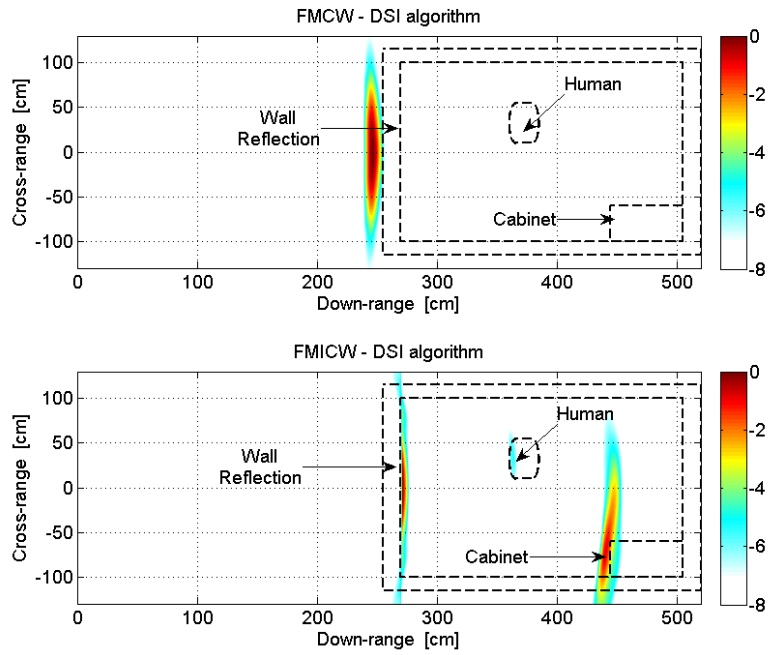 FMCW - DSI algorithm
100
50
0
-50
-100
Cross-range [cm]
Wall
Reflection
Human
Cabinet
0
100
200
300
400
500
Down-range [cm]
0
-2
-4
-6
-8
FMICW - DSI algorithm
100
50
0
-50
-100
Cross-range [cm]
Wall
Reflection
Human
Cabinet
0
100
200
300
400
500
Down-range [cm]
0
-2
-4
-6
-8